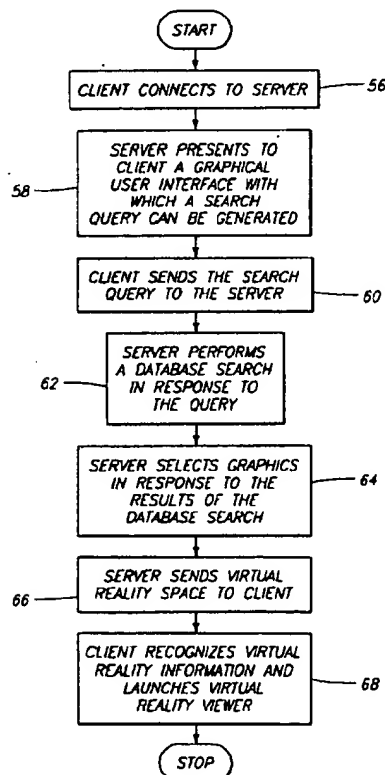 START
CLIENT CONNECTS TO SERVER
56
SERVER PRESENTS TO
CLIENT A GRAPHICAL
USER INTERFACE WITH
WHICH A SEARCH
QUERY CAN BE GENERATED
58
CLIENT SENDS THE SEARCH
QUERY TO THE SERVER
60
SERVER PERFORMS
A DATABASE SEARCH
IN RESPONSE TO
THE QUERY
62
SERVER SELECTS GRAPHICS
IN RESPONSE TO THE
RESULTS OF THE
DATABASE SEARCH
64
SERVER SENDS VIRTUAL
REALITY SPACE TO CLIENT
66
CLIENT RECOGNIZES VIRTUAL
REALITY INFORMATION AND
LAUNCHES VIRTUAL
REALITY VIEWER
68
STOP